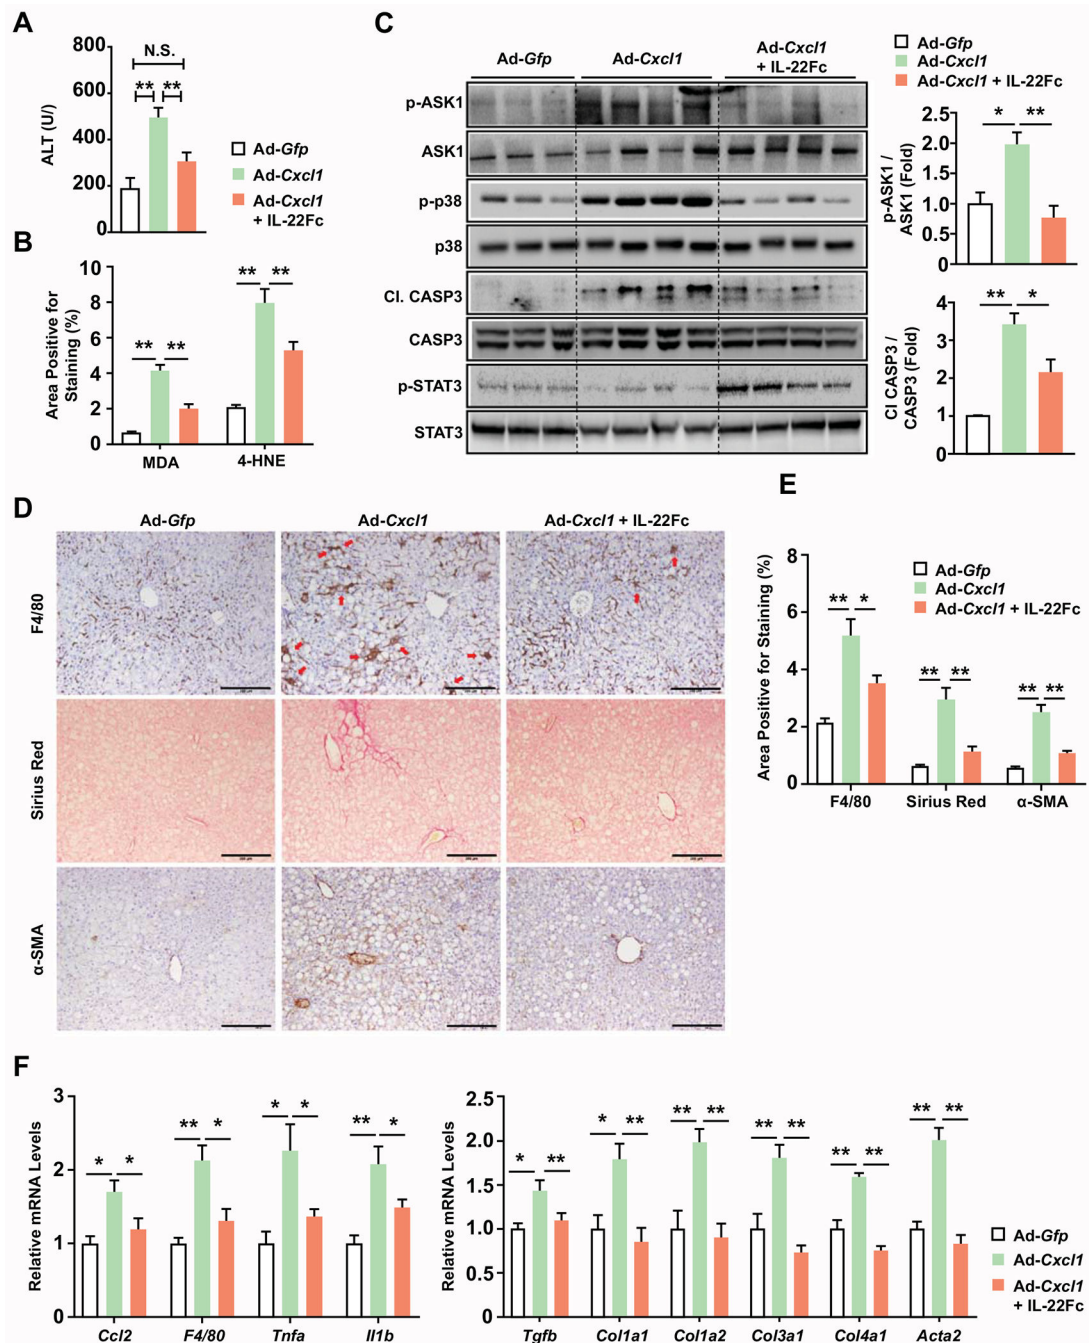 A
ALT (U/)
800
600
400
200
0
N.S.
**
**
Ad-Gfp
Ad-Cxcl1
Ad-Cxcl1
+ IL-22Fc
B
Area Positive for
Staining (%)
10
8
6
4
2
0
**
**
**
**
MDA
4-HNE
C
Ad-Gfp
Ad-Cxcl1
Ad-Cxcl1
+ IL-22Fc
p-ASK1
ASK1
p-p38
p38
Cl. CASP3
CASP3
p-STAT3
STAT3
Ad-Gfp
Ad-Cxcl1
Ad-Cxcl1 + IL-22Fc
p-ASK1 /
ASK1 (Fold)
2.5
2.0
1.5
1.0
0.5
0.0
*
**
Cl CASP3 /
CASP3 (Fold)
4
3
2
1
0
**
*
D
Ad-Gfp
Ad-Cxcl1
Ad-Cxcl1 + IL-22Fc
F4/80
Sirius Red
α-SMA
E
Area Positive for Staining (%)
8
6
4
2
0
Ad-Gfp
Ad-Cxcl1
Ad-Cxcl1 + IL-22Fc
**
*
**
**
**
**
F4/80
Sirius Red
α-SMA
F
Relative mRNA Levels
3
2
1
0
*
*
**
*
*
*
**
*
Ccl2
F4/80
Tnfa
Il1b
Relative mRNA Levels
2.5
2.0
1.5
1.0
0.5
0.0
*
**
*
**
**
**
**
**
**
**
**
**
Tgfb
Col1a1
Col1a2
Col3a1
Col4a1
Acta2
Ad-Gfp
Ad-Cxcl1
Ad-Cxcl1
+ IL-22Fc